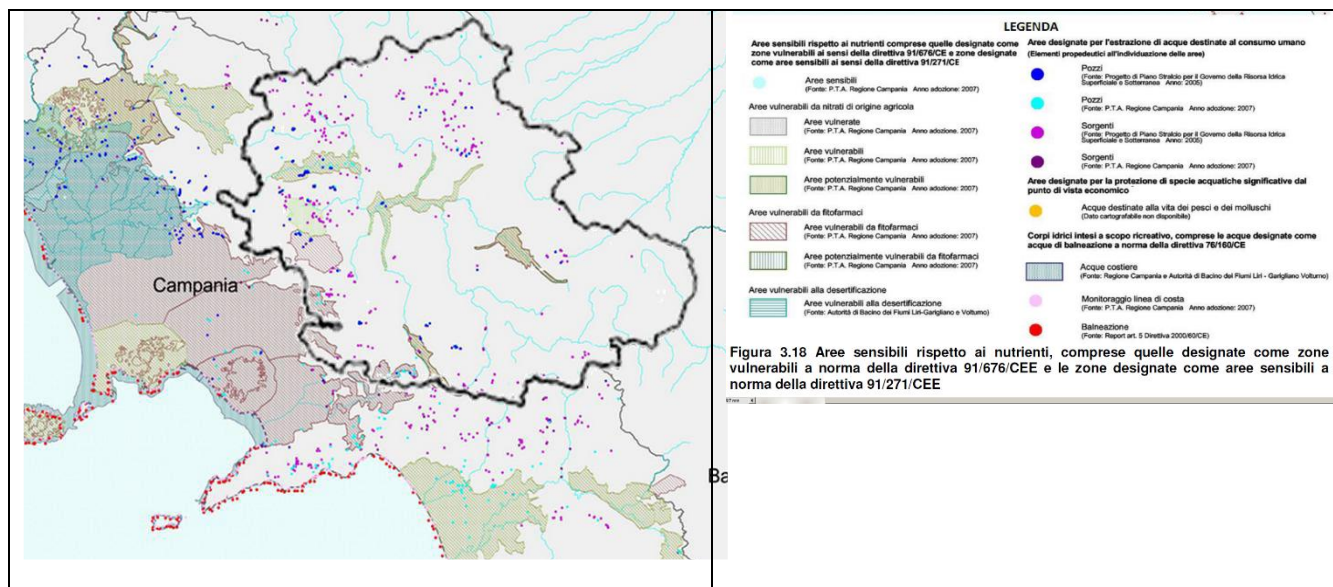 Campania
Ba
LEGENDA
Aree sensibili rispetto ai nutrienti comprese quelle designate come zone
vulnerabili ai sensi della direttiva 91/676/CE e zone designate
come aree sensibili ai sensi della direttiva 91/271/CE
Aree sensibili
(Fonte: P.T.A. Regione Campania Anno adozione: 2007)
Aree vulnerabili da nitrati di origine agricola
Aree vulnerate
(Fonte: P.T.A. Regione Campania Anno adozione. 2007)
Aree vulnerabili
(Fonte: P.T.A. Regione Campania Anno adozione: 2007)
Aree potenzialmente vulnerabili
(Fonte: P.T.A. Regione Campania Anno adozione: 2007)
Aree vulnerabili da fitofarmaci
Aree vulnerabili da fitofarmaci
(Fonte: P.T.A. Regione Campania Anno adozione: 2007)
Aree potenzialmente vulnerabili da fitofarmaci
(Fonte: P.T.A. Regione Campania Anno adozione: 2007)
Aree vulnerabili alla desertificazione
Aree vulnerabili alla desertificazione
(Fonte: Autorità di Bacino dei Fiumi Liri-Garigliano e Volturno)
Aree designate per l'estrazione di acque destinate al consumo umano
(Elementi propedeutici all'individuazione delle aree)
Pozzi
(Fonte: Progetto di Piano Stralcio per il Governo della Risorsa Idrica
Superficiale e Sotterranea Anno: 2005)
Pozzi
(Fonte: P.T.A. Regione Campania Anno adozione: 2007)
Sorgenti
(Fonte: Progetto di Piano Stralcio per il Governo della Risorsa Idrica
Superficiale e Sotterranea Anno: 2005)
Sorgenti
(Fonte: P.T.A. Regione Campania Anno adozione: 2007)
Aree designate per la protezione di specie acquatiche significative dal
punto di vista economico
Acque destinate alla vita dei pesci e dei molluschi
(Dato cartografabile non disponibile)
Corpi idrici intesi a scopo ricreativo, comprese le acque designate come
acque di balneazione a norma della direttiva 76/160/CE
Acque costiere
(Fonte: Regione Campania e Autorità di Bacino dei Fiumi Liri - Garigliano Volturno)
Monitoraggio linea di costa
(Fonte: P.T.A. Regione Campania Anno adozione: 2007)
Balneazione
(Fonte: Report art. 5 Direttiva 2000/60/CE)
Figura 3.18 Aree sensibili rispetto ai nutrienti, comprese quelle designate come zone
vulnerabili a norma della direttiva 91/676/CEE e le zone designate come aree sensibili a
norma della direttiva 91/271/CEE